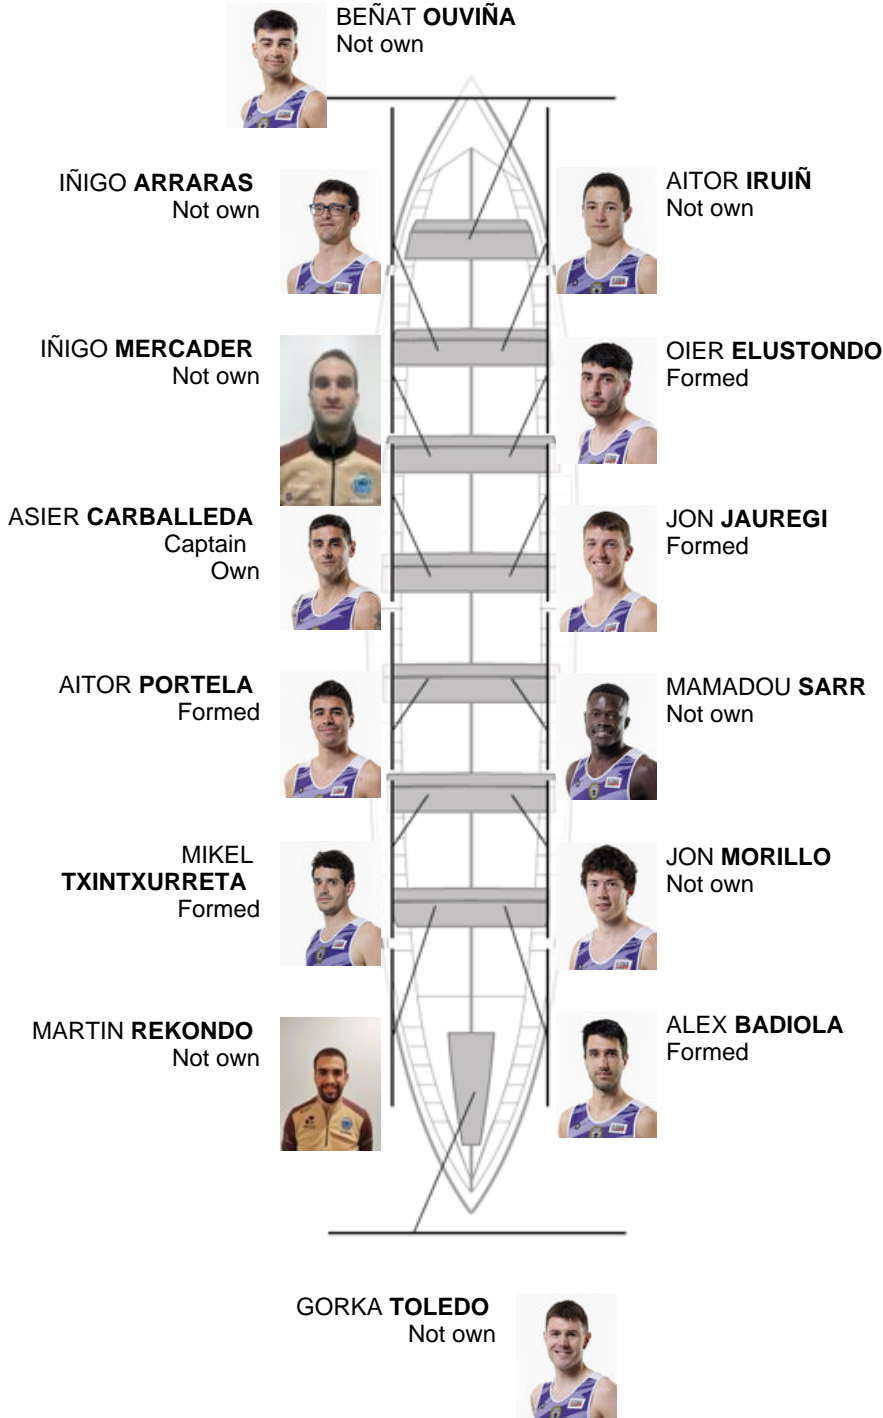 BEÑAT OUVIÑA
Not own
IÑIGO ARRARAS
Not own
AITOR IRUIÑ
Not own
IÑIGO MERCADER
Not own
OIER ELUSTONDO
Formed
ASIER CARBALLEDA
Captain
Own
JON JAUREGI
Formed
AITOR PORTELA
Formed
MAMADOU SARR
Not own
MIKEL
TXINTXURRETA
Formed
JON MORILLO
Not own
MARTIN REKONDO
Not own
ALEX BADIOLA
Formed
GORKA TOLEDO
Not own